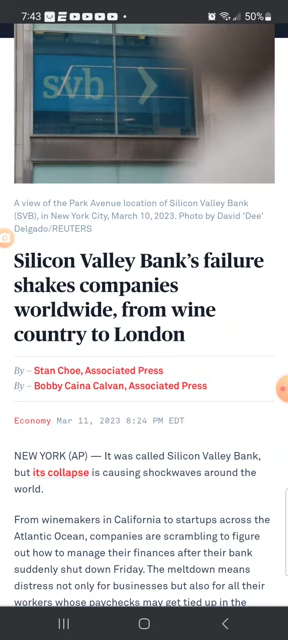 7:43
50%
svb >
A view of the Park Avenue location of Silicon Valley Bank
(SVB), in New York City, March 10, 2023. Photo by David 'Dee'
Delgado/REUTERS
Silicon Valley Bank's failure
shakes companies
worldwide, from wine
country to London
By – Stan Choe, Associated Press
By – Bobby Caina Calvan, Associated Press
Economy Mar 11, 2023 8:24 PM EDT
NEW YORK (AP) — It was called Silicon Valley Bank,
but its collapse is causing shockwaves around the
world.
From winemakers in California to startups across the
Atlantic Ocean, companies are scrambling to figure
out how to manage their finances after their bank
suddenly shut down Friday. The meltdown means
distress not only for businesses but also for all their
workers whose paychecks may get tied up in the